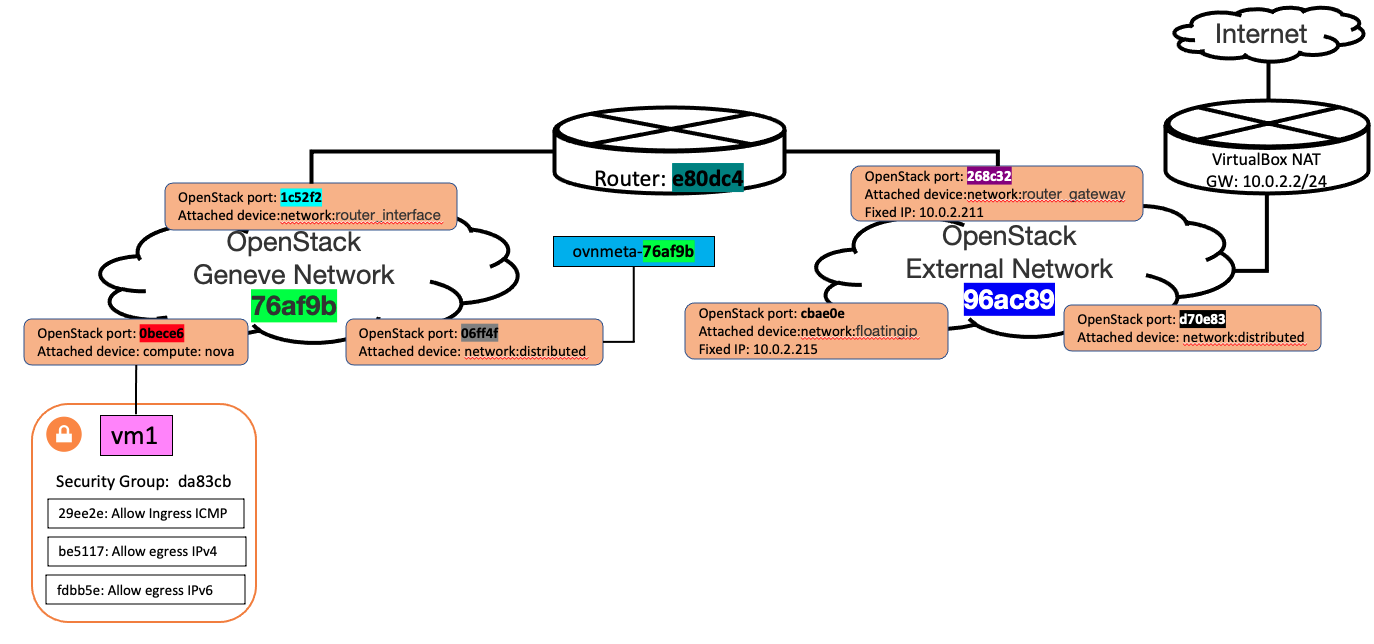 Internet
VirtualBox NAT
GW: 10.0.2.2/24
Router: e80dc4
OpenStack port: 1c52f2
Attached device:network:router_interface
OpenStack
Geneve Network
76af9b
OpenStack port: 0bece6
Attached device: compute: nova
OpenStack port: 06ff4f
Attached device: network:distributed
ovnmeta-76af9b
OpenStack port: 268c32
Attached device:network:router_gateway
Fixed IP: 10.0.2.211
OpenStack
External Network
96ac89
OpenStack port: cbae0e
Attached device:network:floatingip
Fixed IP: 10.0.2.215
OpenStack port: d70e83
Attached device: network:distributed
vm1
Security Group: da83cb
29ee2e: Allow Ingress ICMP
be5117: Allow egress IPv4
fdbb5e: Allow egress IPv6